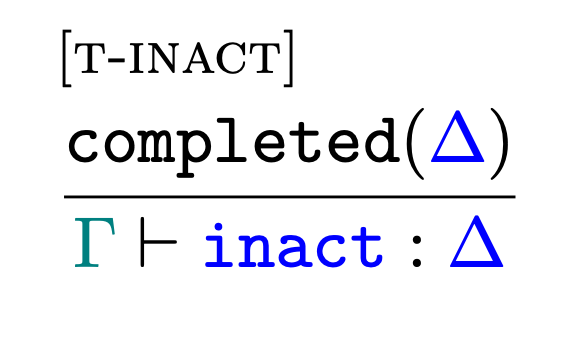 [T-INACT]
completed(Δ)
Γ ⊢ inact : Δ